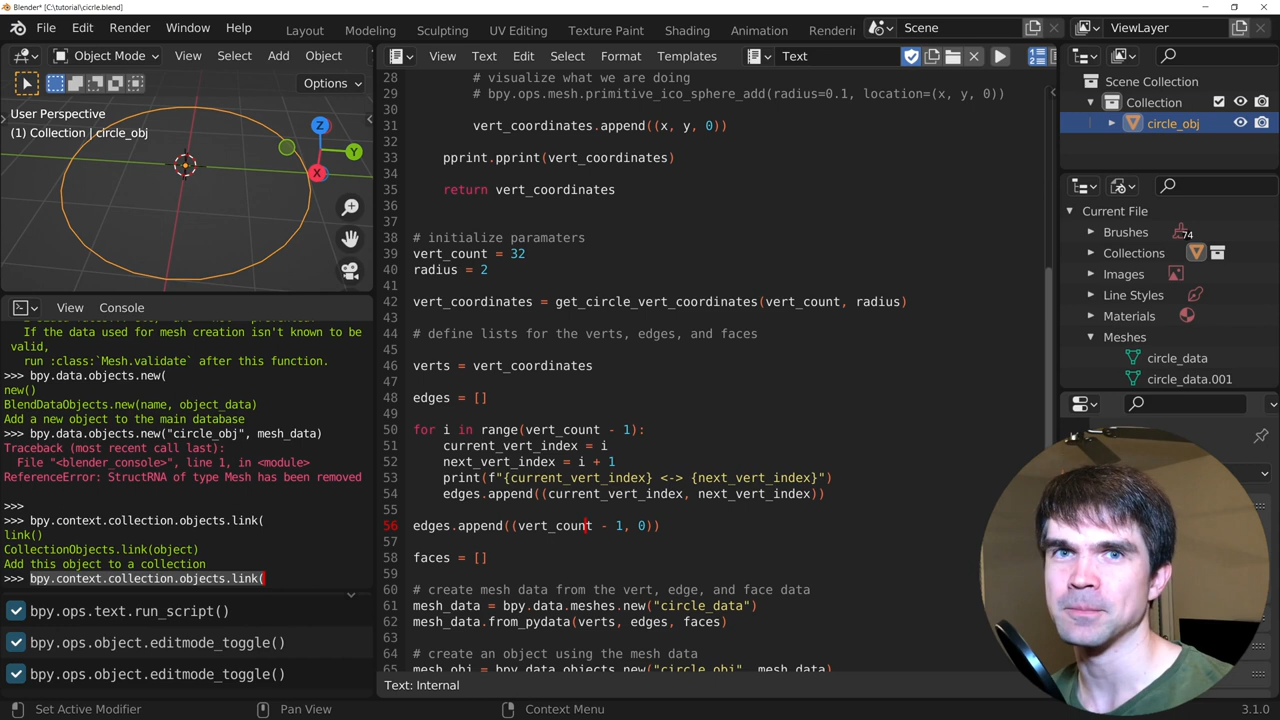 Blender* [C:\tutorial\cicrle.blend]
File Edit Render Window Help
Layout Modeling Sculpting UV Editing Texture Paint Shading Animation
Scene
ViewLayer
Object Mode View Select Add Object
Options
User Perspective
(1) Collection | circle_obj
Z
Y
X
View Console
If the data used for mesh creation isn't known to be
valid,
run :class:`Mesh.validate` after this function.
>>> bpy.data.objects.new(
new()
BlendDataObjects.new(name, object_data)
Add a new object to the main database
>>> bpy.data.objects.new("circle_obj", mesh_data)
Traceback (most recent call last):
File "<blender_console>", line 1, in <module>
ReferenceError: StructRNA of type Mesh has been removed
>>>
>>> bpy.context.collection.objects.link(
link()
CollectionObjects.link(object)
Add this object to a collection
>>> bpy.context.collection.objects.link(
bpy.ops.text.run_script()
bpy.ops.object.editmode_toggle()
bpy.ops.object.editmode_toggle()
View Text Edit Select Format Templates
Text
28 # visualize what we are doing
29 # bpy.ops.mesh.primitive_ico_sphere_add(radius=0.1, location=(x, y, 0))
30
31 vert_coordinates.append((x, y, 0))
32
33 pprint.pprint(vert_coordinates)
34
35 return vert_coordinates
36
37
38 # initialize paramaters
39 vert_count = 32
40 radius = 2
41
42 vert_coordinates = get_circle_vert_coordinates(vert_count, radius)
43
44 # define lists for the verts, edges, and faces
45
46 verts = vert_coordinates
47
48 edges = []
49
50 for i in range(vert_count - 1):
51 current_vert_index = i
52 next_vert_index = i + 1
53 print(f"{current_vert_index} <-> {next_vert_index}")
54 edges.append((current_vert_index, next_vert_index))
55
56 edges.append((vert_count - 1, 0))
57
58 faces = []
59
60 # create mesh data from the vert, edge, and face data
61 mesh_data = bpy.data.meshes.new("circle_data")
62 mesh_data.from_pydata(verts, edges, faces)
63
64 # create an object using the mesh data
65 mesh_obj = bpy.data.objects.new("circle_obj", mesh_data)
Text: Internal
Scene Collection
Collection
circle_obj
Current File
Brushes 74
Collections
Images
Line Styles
Materials
Meshes
circle_data
circle_data.001
Set Active Modifier
Pan View
Context Menu
3.1.0